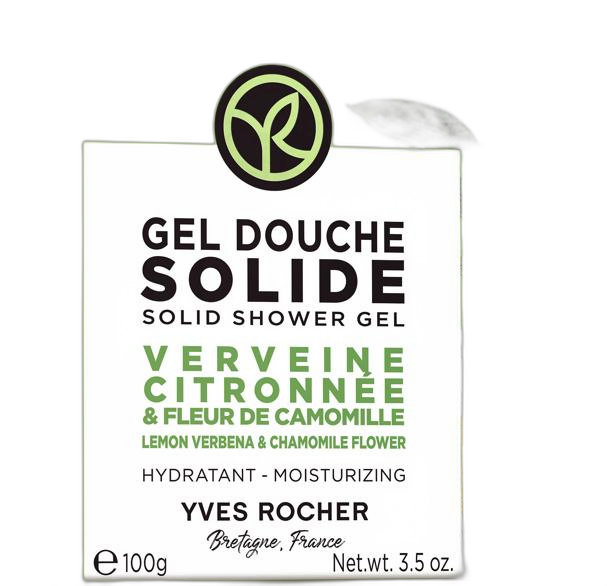 GEL DOUCHE
SOLIDE
SOLID SHOWER GEL
VERVEINE
CITRONNÉE
& FLEUR DE CAMOMILLE
LEMON VERBENA & CHAMOMILE FLOWER
HYDRATANT - MOISTURIZING
YVES ROCHER
Bretagne, France
℮ 100g Net.wt. 3.5 oz.